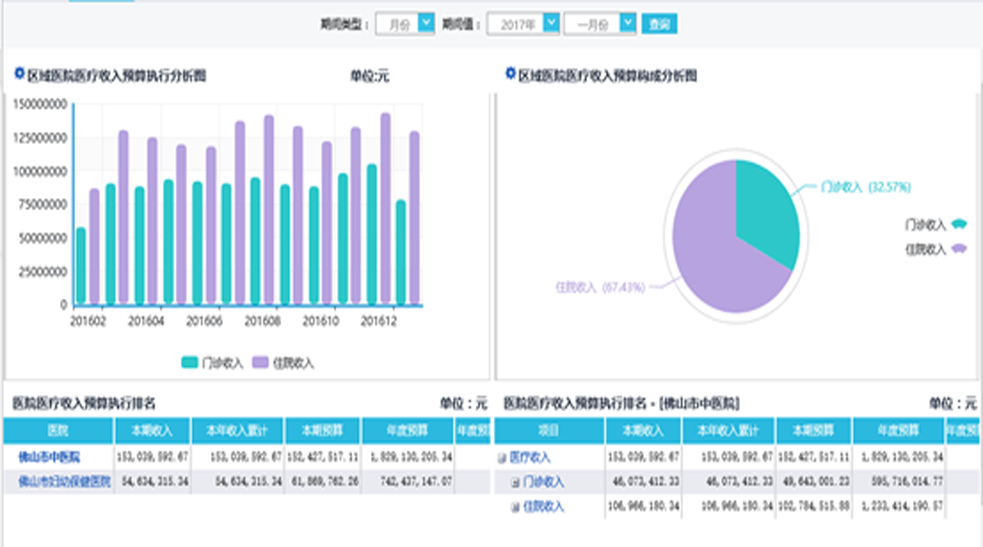 期间类型： 月份 期间值： 2017年 一月份 查询
区域医院医疗收入预算执行分析图 单位:元
150000000
125000000
100000000
75000000
50000000
25000000
0
201602 201604 201606 201608 201610 201612
门诊收入 住院收入
区域医院医疗收入预算构成分析图
门诊收入 (32.57%)
住院收入 (67.43%)
门诊收入
住院收入
医院医疗收入预算执行排名 单位：元
医院 本期收入 本年收入累计 本期预算 年度预算 年度预
佛山市中医院 153,039,592.67 153,039,592.67 152,427,517.11 1,829,130,205.34
佛山市妇幼保健医院 54,634,315.34 54,634,315.34 61,869,762.26 742,437,147.07
医院医疗收入预算执行排名 - [佛山市中医院] 单位：元
项目 本期收入 本年收入累计 本期预算 年度预算 年度预
医疗收入 153,039,592.67 153,039,592.67 152,427,517.11 1,829,130,205.34
门诊收入 46,073,412.33 46,073,412.33 49,643,001.23 595,716,014.77
住院收入 106,966,180.34 106,966,180.34 102,784,515.88 1,233,414,190.57